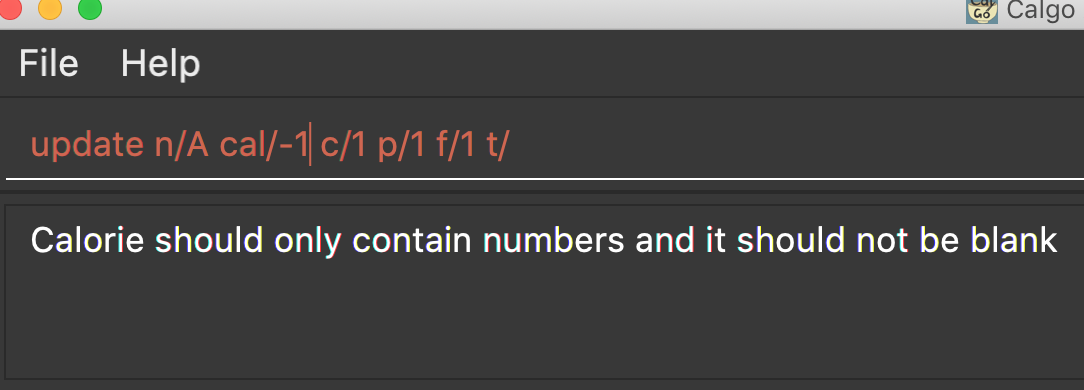 Calgo
File Help
update n/A cal/-1 c/1 p/1 f/1 t/
Calorie should only contain numbers and it should not be blank